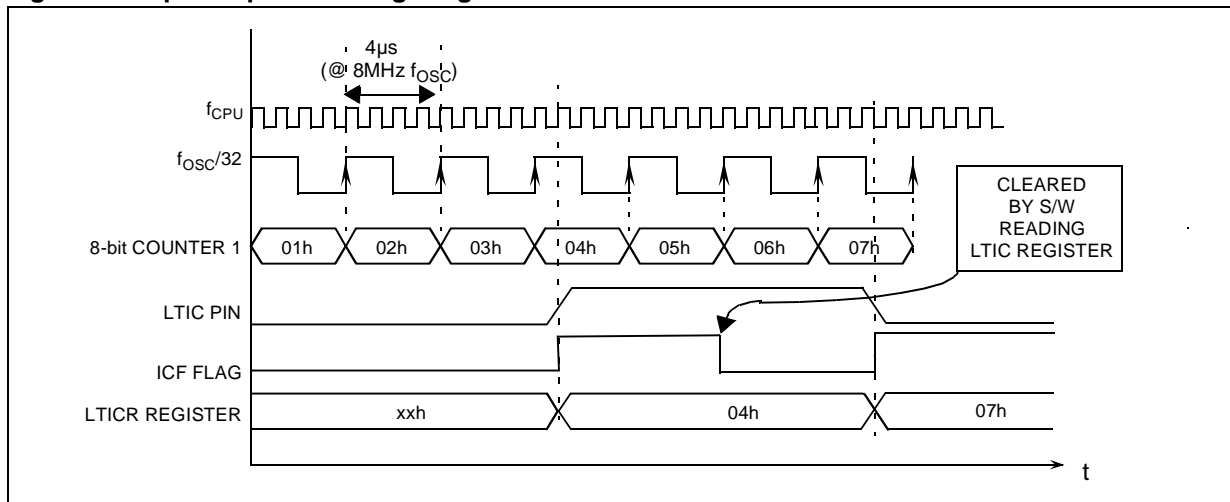 4µs
(@ 8MHz fOSC)
fCPU
fOSC/32
CLEARED
BY S/W
READING
LTIC REGISTER
8-bit COUNTER 1
01h
02h
03h
04h
05h
06h
07h
LTIC PIN
ICF FLAG
LTICR REGISTER
xxh
04h
07h
t